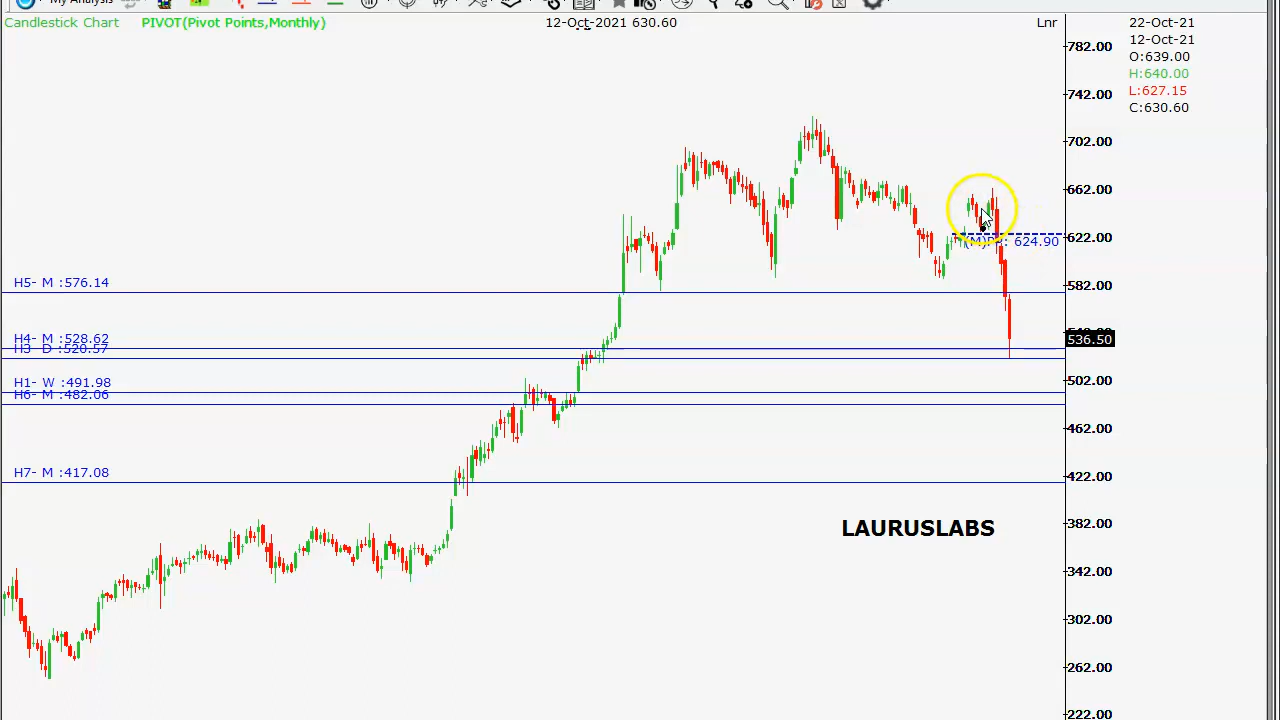 My Analysis
Candlestick Chart PIVOT(Pivot Points,Monthly) 12-Oct-2021 630.60 Lnr
22-Oct-21
12-Oct-21
O:639.00
H:640.00
L:627.15
C:630.60
782.00
742.00
702.00
662.00
622.00
624.90
582.00
H5- M :576.14
H4- M :528.62
536.50
H3- D :520.57
502.00
H1- W :491.98
H6- M :482.06
462.00
H7- M :417.08
422.00
382.00
LAURUSLABS
342.00
302.00
262.00
222.00